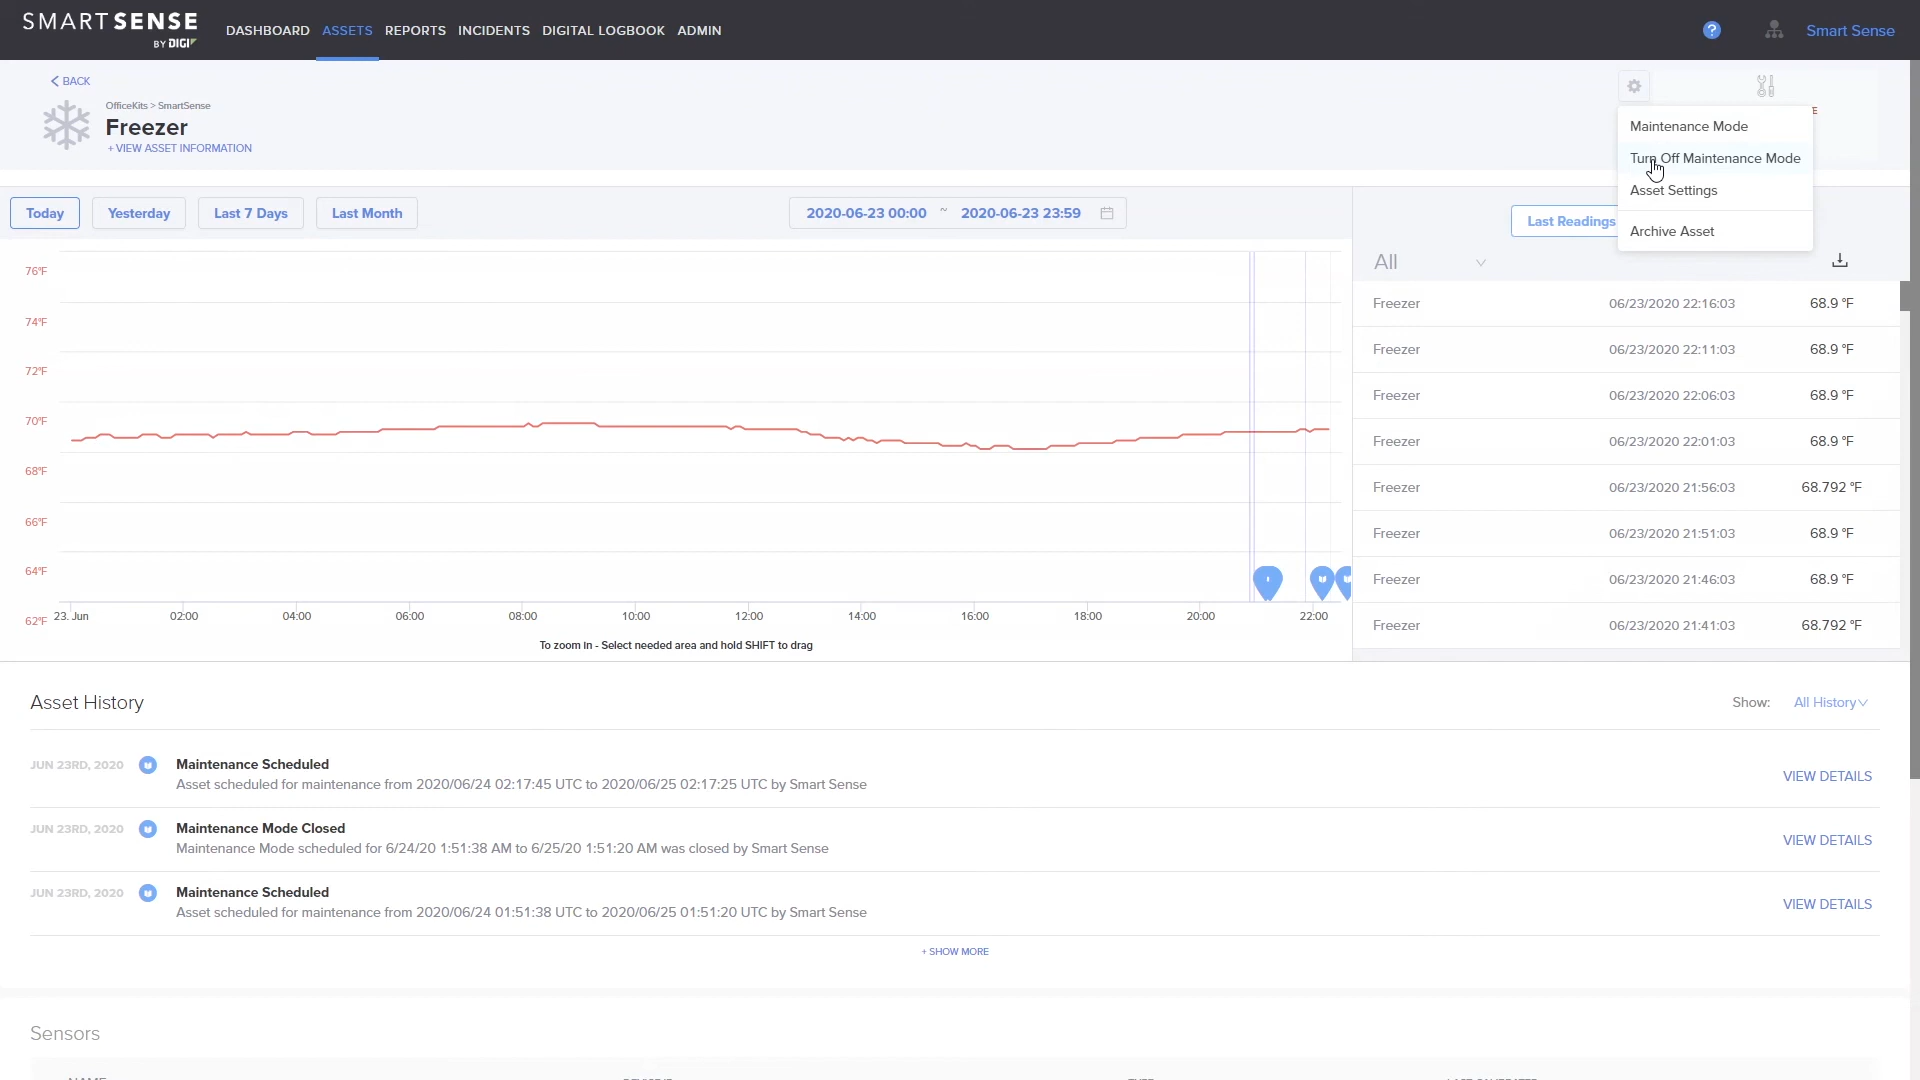 SMARTSENSE
BY DIGI
DASHBOARD ASSETS REPORTS INCIDENTS DIGITAL LOGBOOK ADMIN
? Smart Sense
BACK
OfficeKits > SmartSense
Freezer
+ VIEW ASSET INFORMATION
E
Maintenance Mode
Turn Off Maintenance Mode
Asset Settings
Archive Asset
Today Yesterday Last 7 Days Last Month
2020-06-23 00:00 ~ 2020-06-23 23:59
Last Readings
All
76°F
74°F
72°F
70°F
68°F
66°F
64°F
62°F
23. Jun 02:00 04:00 06:00 08:00 10:00 12:00 14:00 16:00 18:00 20:00 22:00
To zoom in - Select needed area and hold SHIFT to drag
Freezer 06/23/2020 22:16:03 68.9 °F
Freezer 06/23/2020 22:11:03 68.9 °F
Freezer 06/23/2020 22:06:03 68.9 °F
Freezer 06/23/2020 22:01:03 68.9 °F
Freezer 06/23/2020 21:56:03 68.792 °F
Freezer 06/23/2020 21:51:03 68.9 °F
Freezer 06/23/2020 21:46:03 68.9 °F
Freezer 06/23/2020 21:41:03 68.792 °F
Asset History
Show: All History
JUN 23RD, 2020 Maintenance Scheduled
Asset scheduled for maintenance from 2020/06/24 02:17:45 UTC to 2020/06/25 02:17:25 UTC by Smart Sense
VIEW DETAILS
JUN 23RD, 2020 Maintenance Mode Closed
Maintenance Mode scheduled for 6/24/20 1:51:38 AM to 6/25/20 1:51:20 AM was closed by Smart Sense
VIEW DETAILS
JUN 23RD, 2020 Maintenance Scheduled
Asset scheduled for maintenance from 2020/06/24 01:51:38 UTC to 2020/06/25 01:51:20 UTC by Smart Sense
VIEW DETAILS
+ SHOW MORE
Sensors